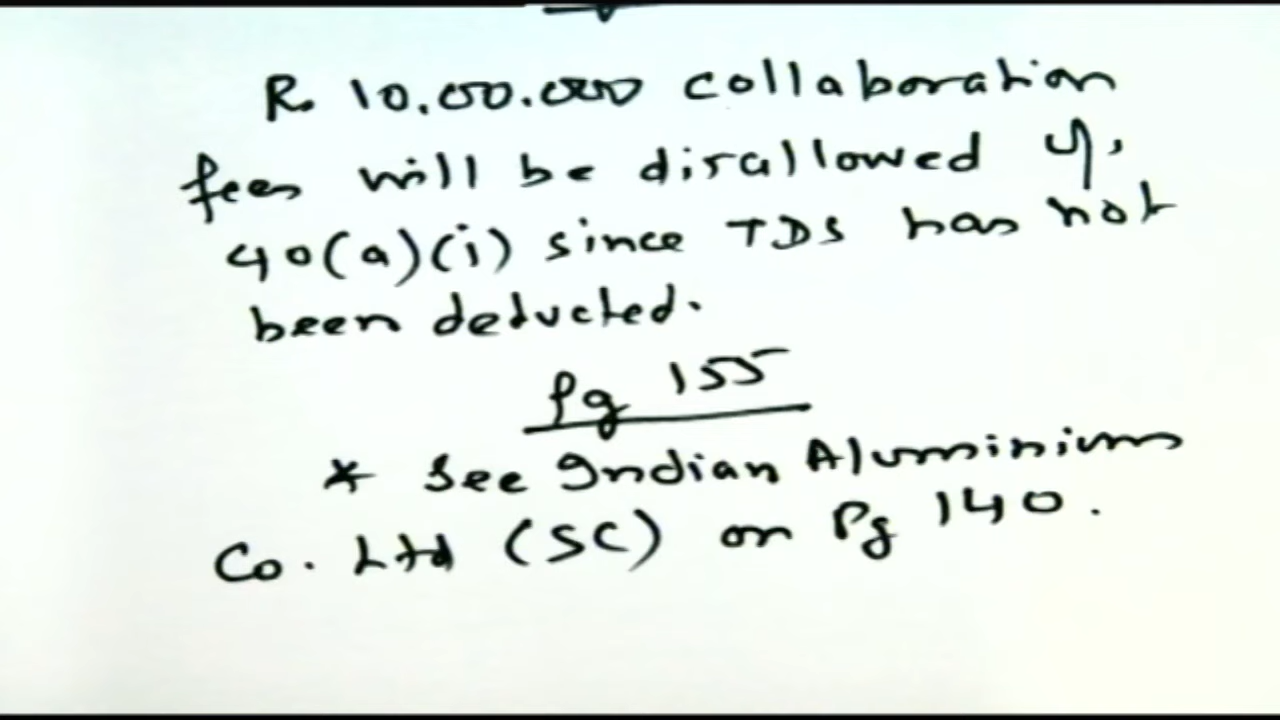 R. 10,00,000 collaboration
fees will be disallowed u/s
40(a)(i) since TDS has not
been deducted.
Pg 155
* See Indian Aluminium
Co. Ltd (SC) on Pg 140.